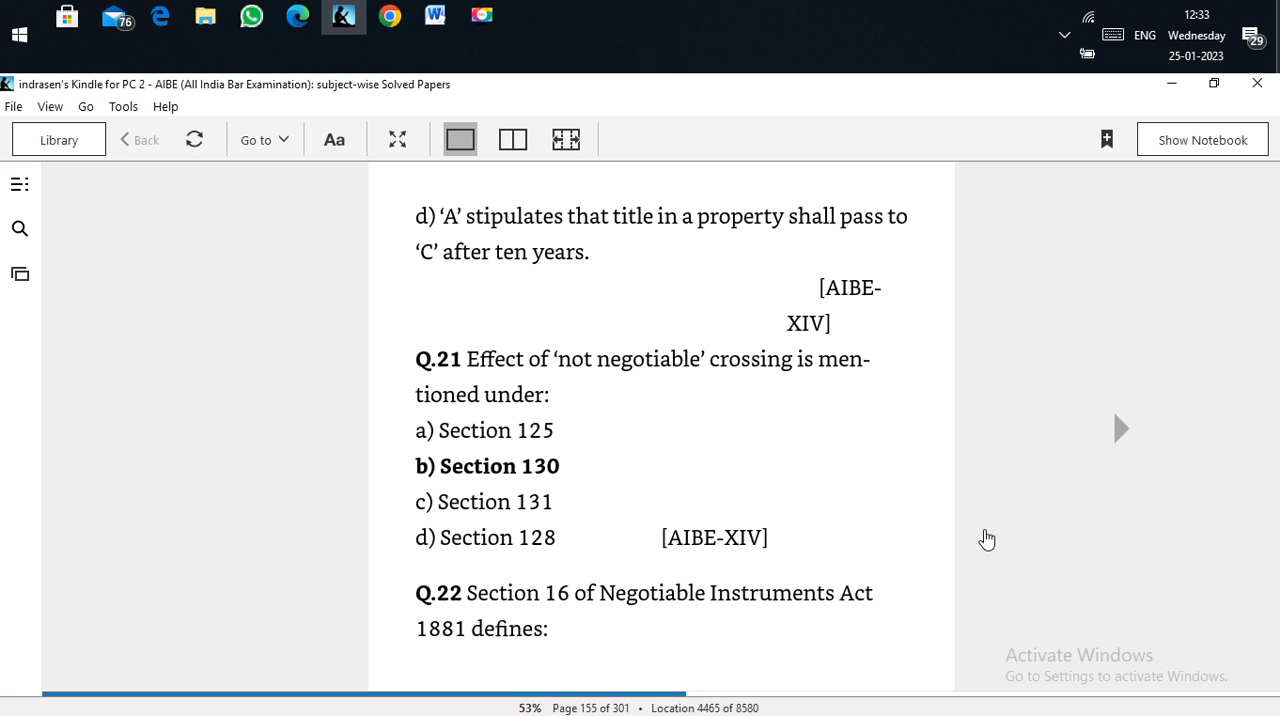 76
12:33
ENG Wednesday 29
25-01-2023
indrasen's Kindle for PC 2 - AIBE (All India Bar Examination): subject-wise Solved Papers
File View Go Tools Help
Library Back Go to Aa Show Notebook
d) ‘A’ stipulates that title in a property shall pass to
‘C’ after ten years.
[AIBE-
XIV]
Q.21 Effect of ‘not negotiable’ crossing is men-
tioned under:
a) Section 125
b) Section 130
c) Section 131
d) Section 128 [AIBE-XIV]
Q.22 Section 16 of Negotiable Instruments Act
1881 defines:
Activate Windows
Go to Settings to activate Windows.
53% Page 155 of 301 • Location 4465 of 8580